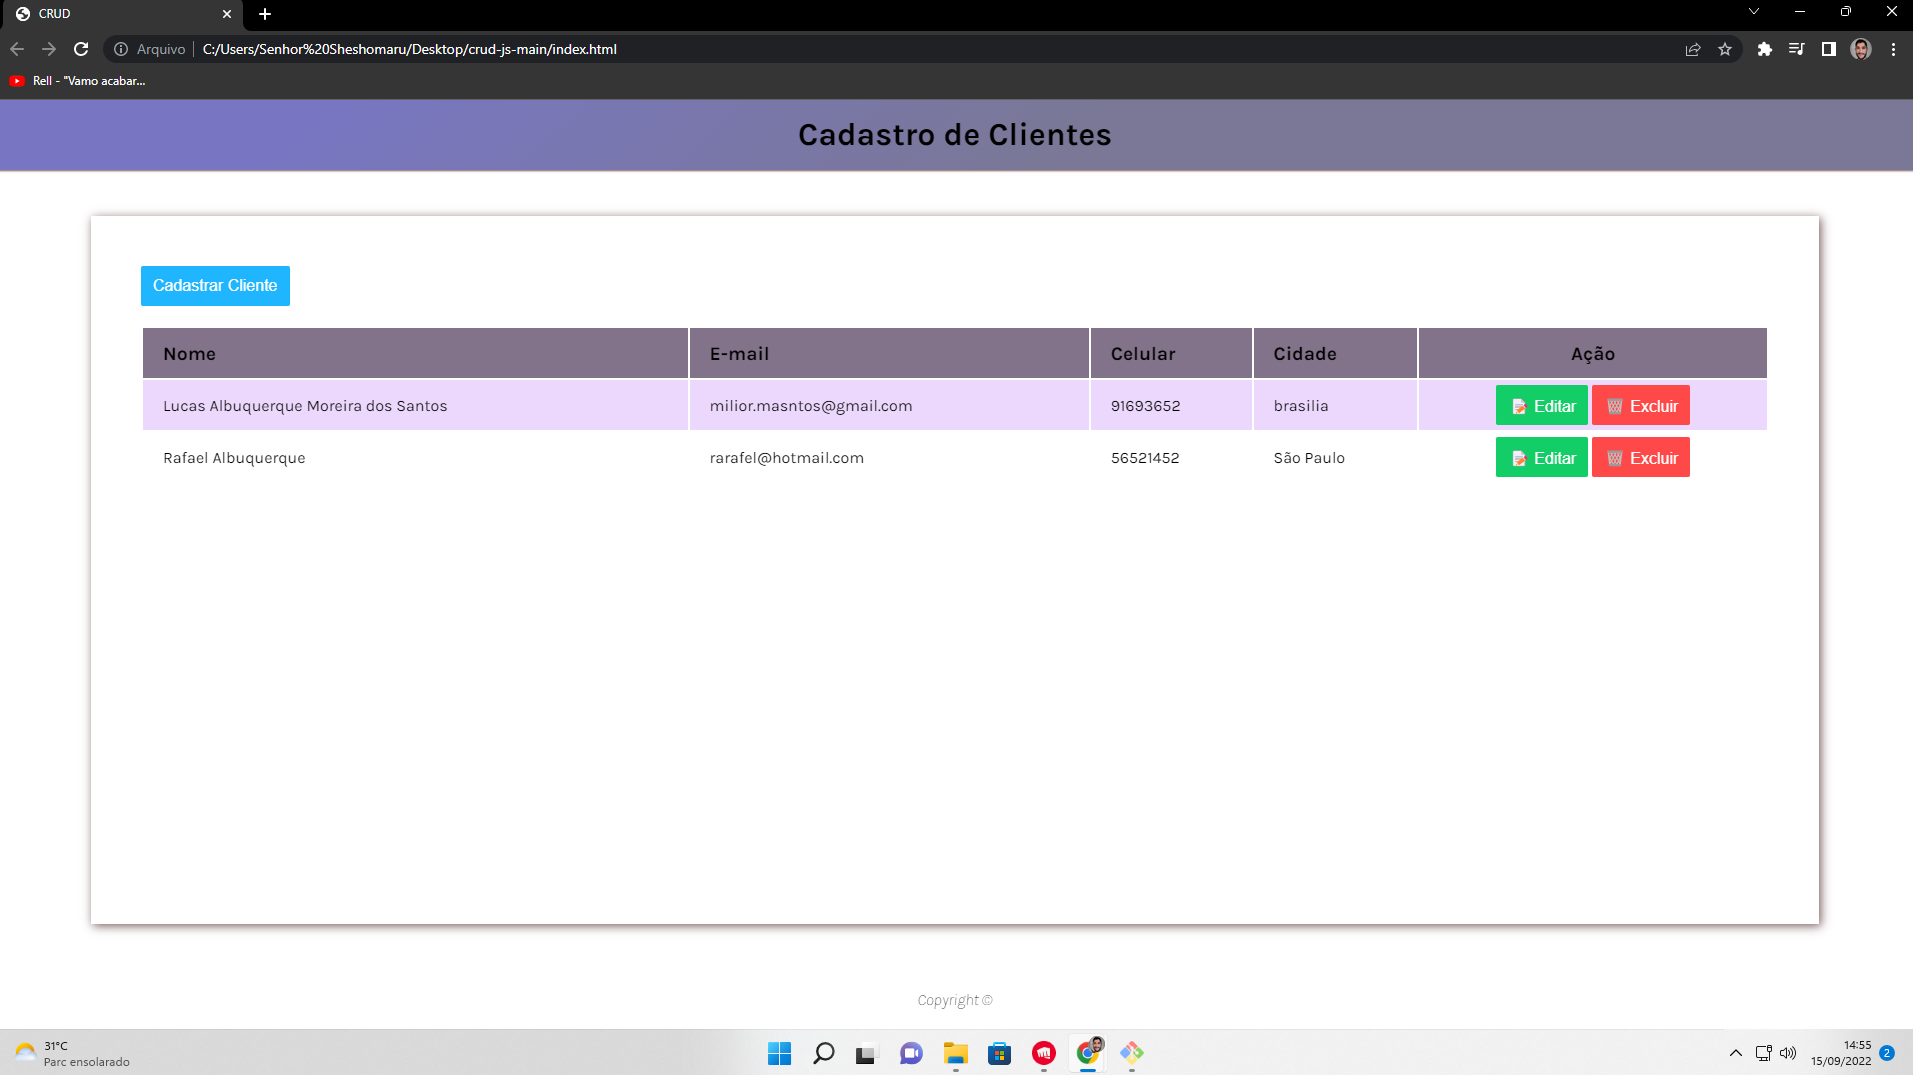 CRUD
Arquivo C:/Users/Senhor%20Sheshomaru/Desktop/crud-js-main/index.html
Rell - "Vamo acabar...
Cadastro de Clientes
Cadastrar Cliente
Nome E-mail Celular Cidade Ação
Lucas Albuquerque Moreira dos Santos milior.masntos@gmail.com 91693652 brasilia Editar Excluir
Rafael Albuquerque rarafel@hotmail.com 56521452 São Paulo Editar Excluir
Copyright ©
31°C
Parc ensolarado
14:55
15/09/2022
2